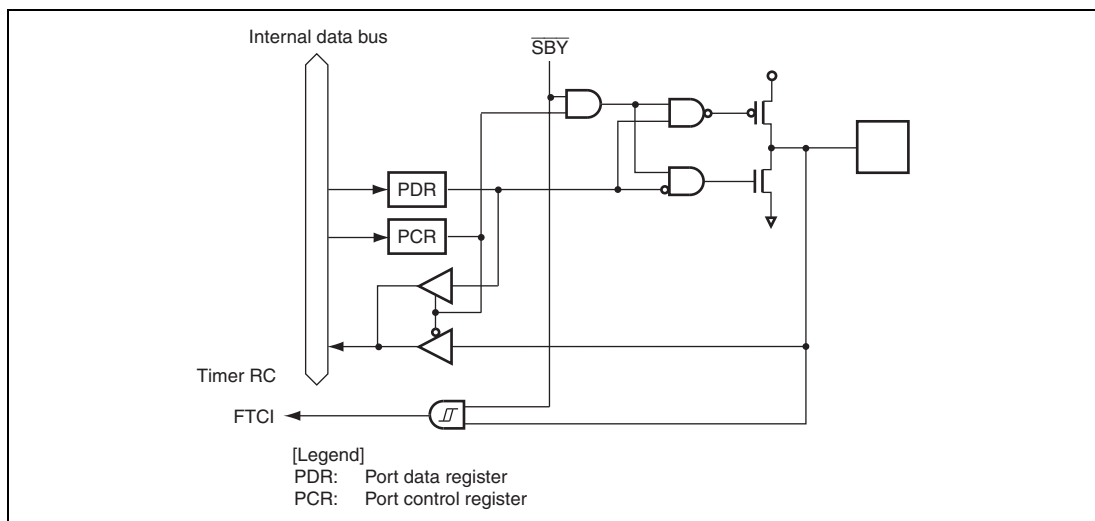 Internal data bus
SBY
PDR
PCR
Timer RC
FTCI
[Legend]
PDR: Port data register
PCR: Port control register